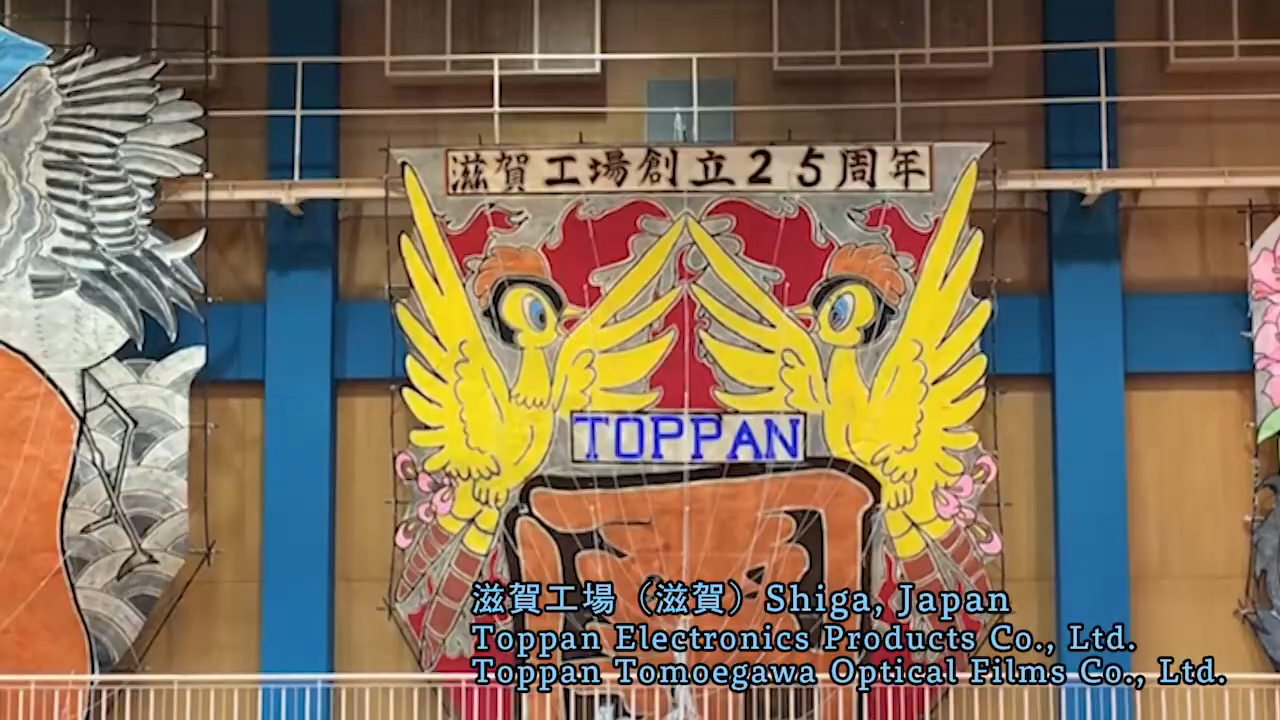 滋賀工場創立25周年
TOPPAN
滋賀工場（滋賀）Shiga, Japan
Toppan Electronics Products Co., Ltd.
Toppan Tomoegawa Optical Films Co., Ltd.